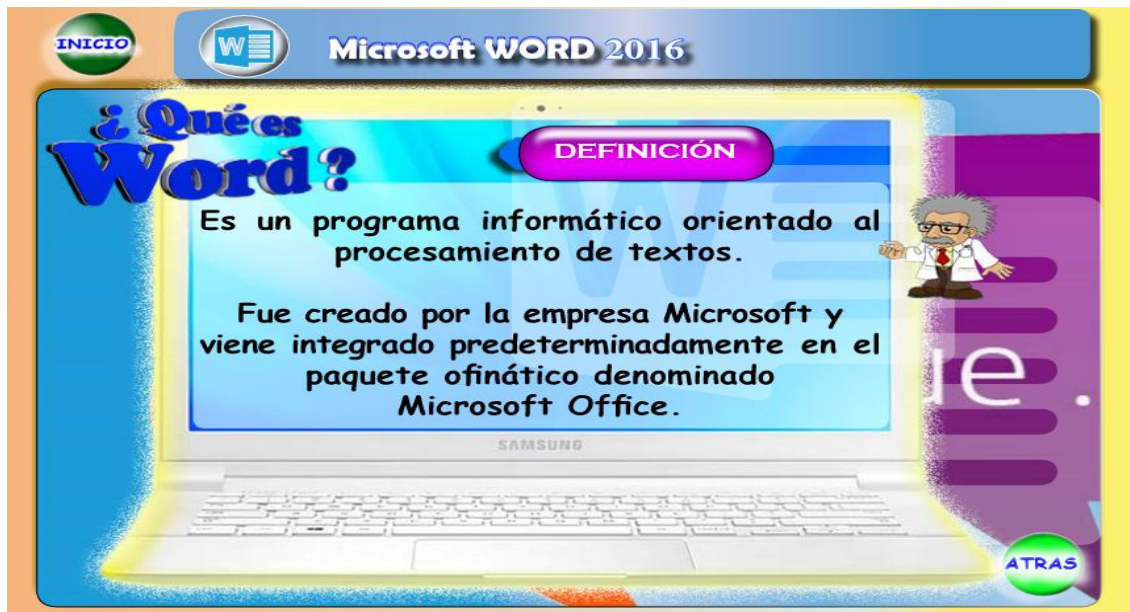 INICIO
W
Microsoft WORD 2016
¿Qué es
Word?
DEFINICIÓN
Es un programa informático orientado al
procesamiento de textos.
Fue creado por la empresa Microsoft y
viene integrado predeterminadamente en el
paquete ofinático denominado
Microsoft Office.
ue .
SAMSUNG
ATRAS